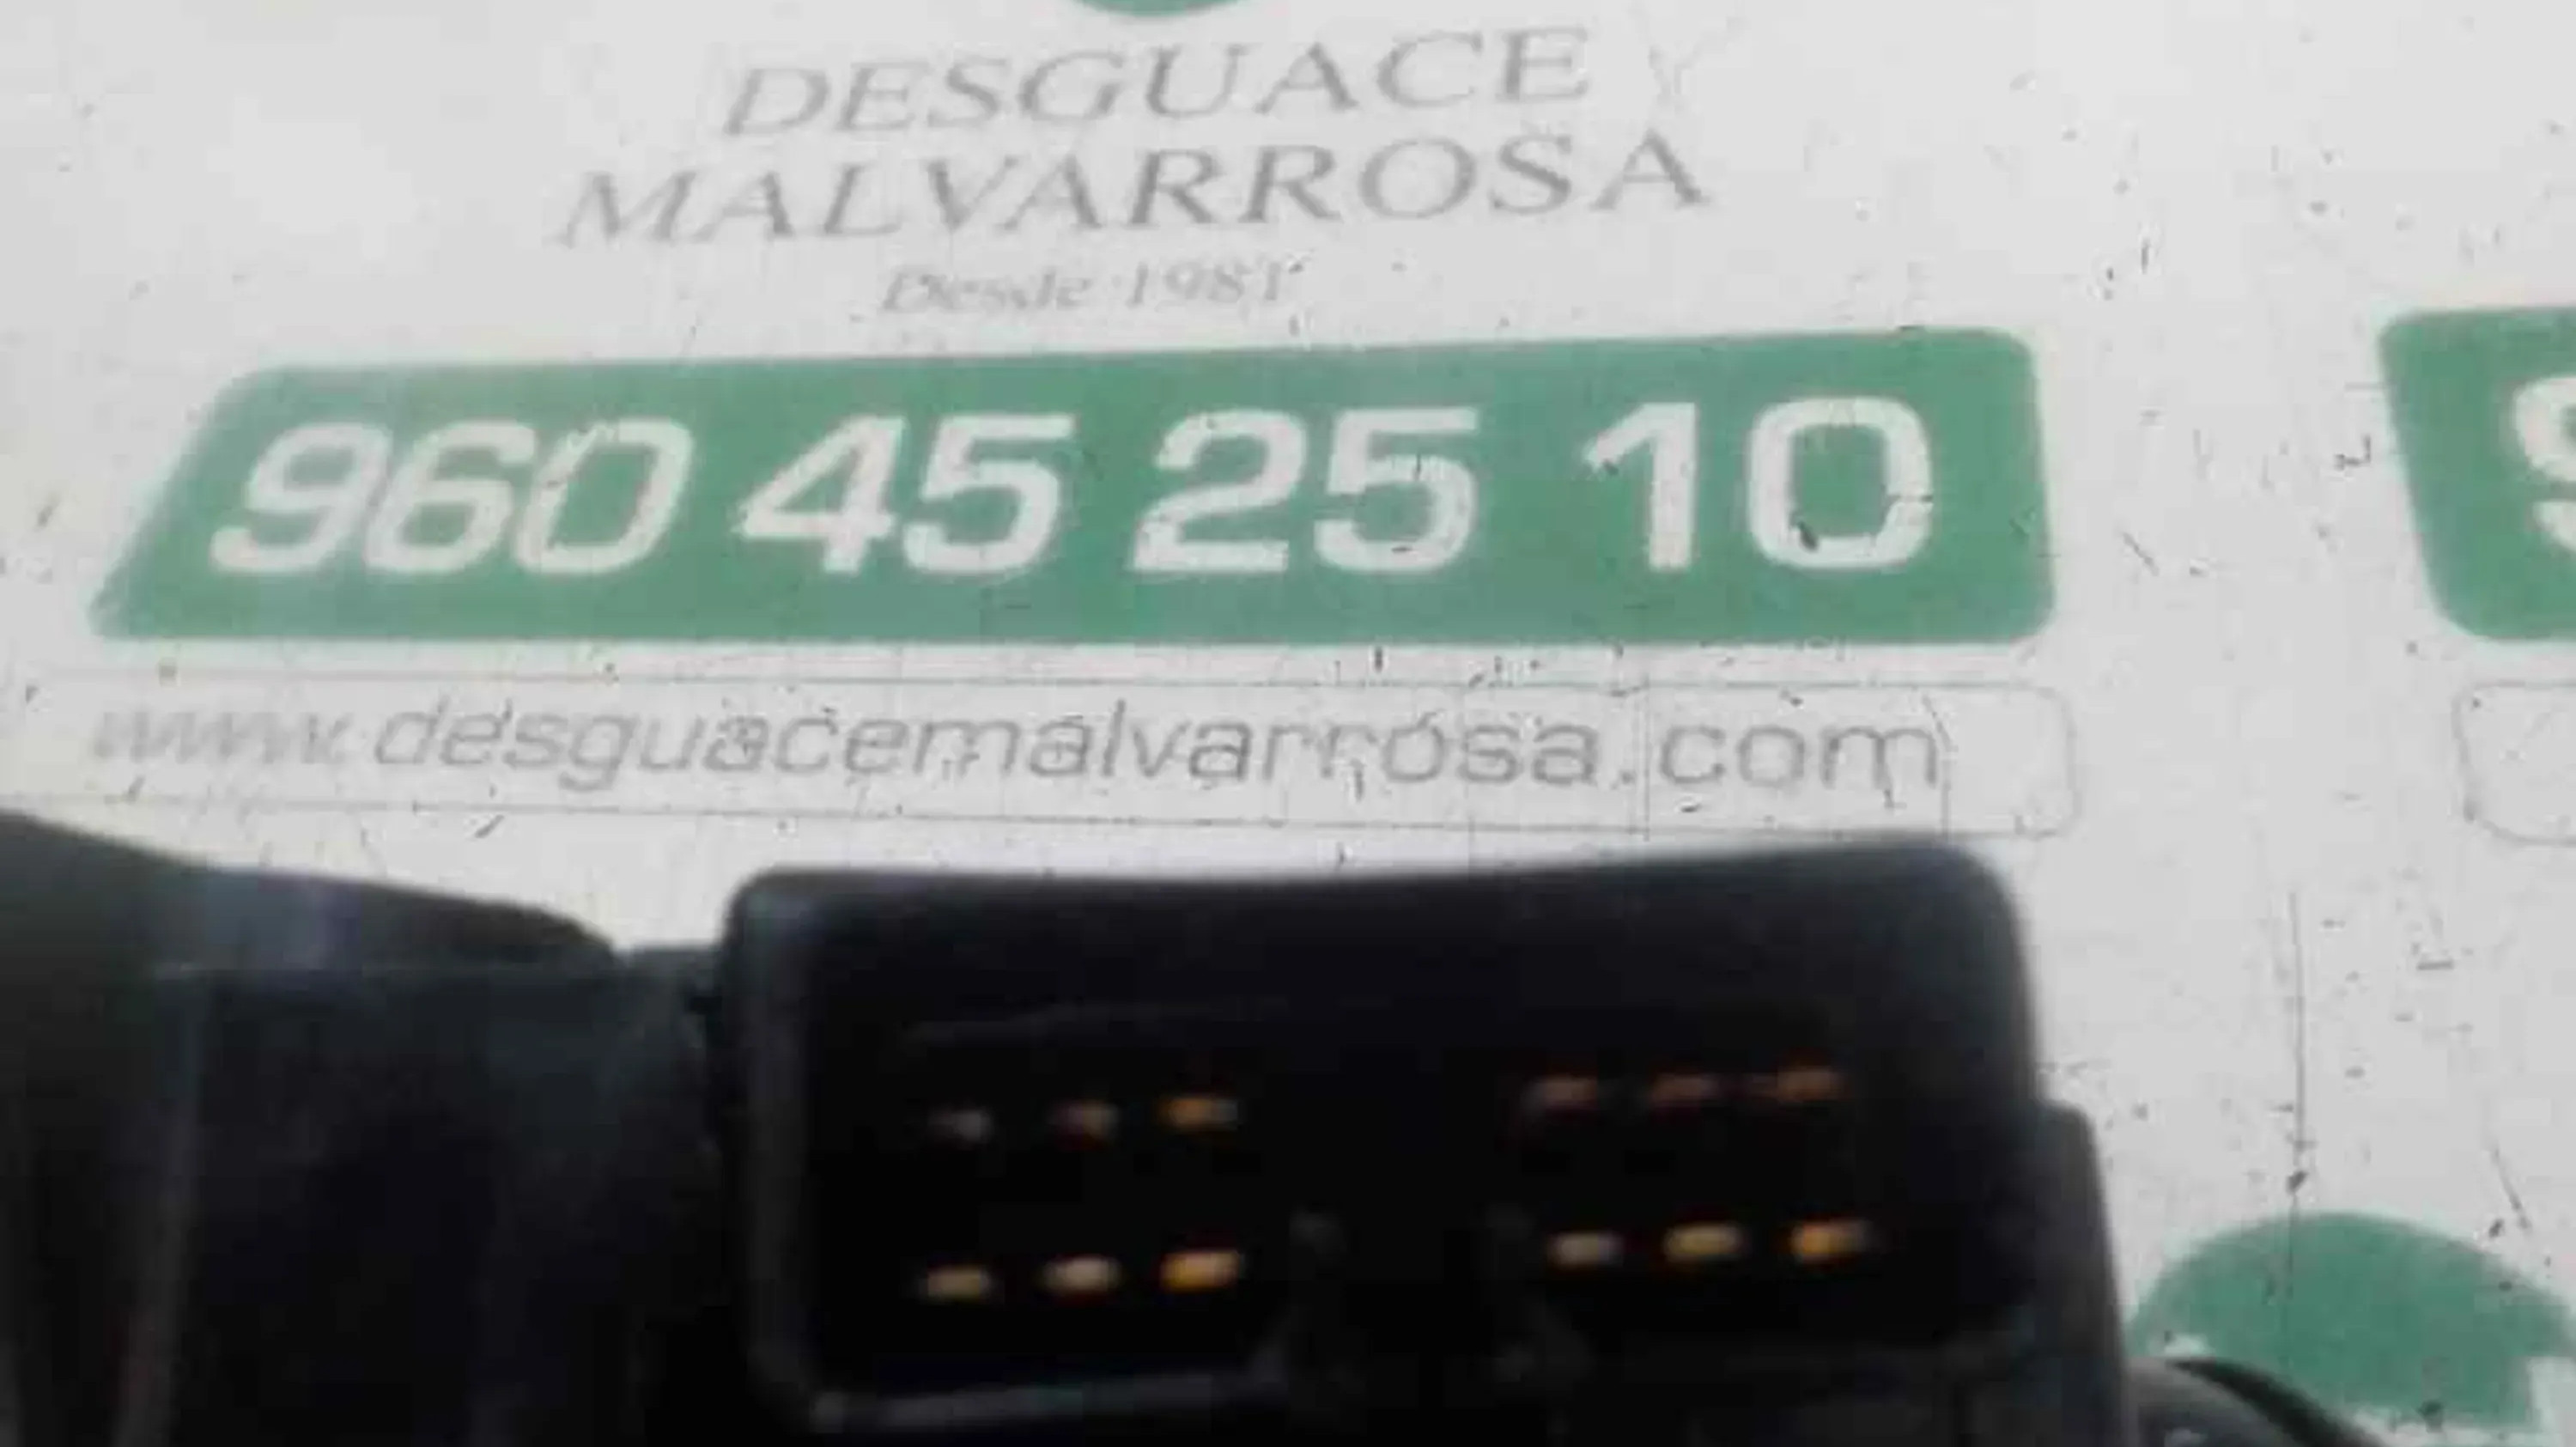 DESGUACE
MALVARROSA
Desde 1981
960 45 25 10
www.desguacemalvarrosa.com